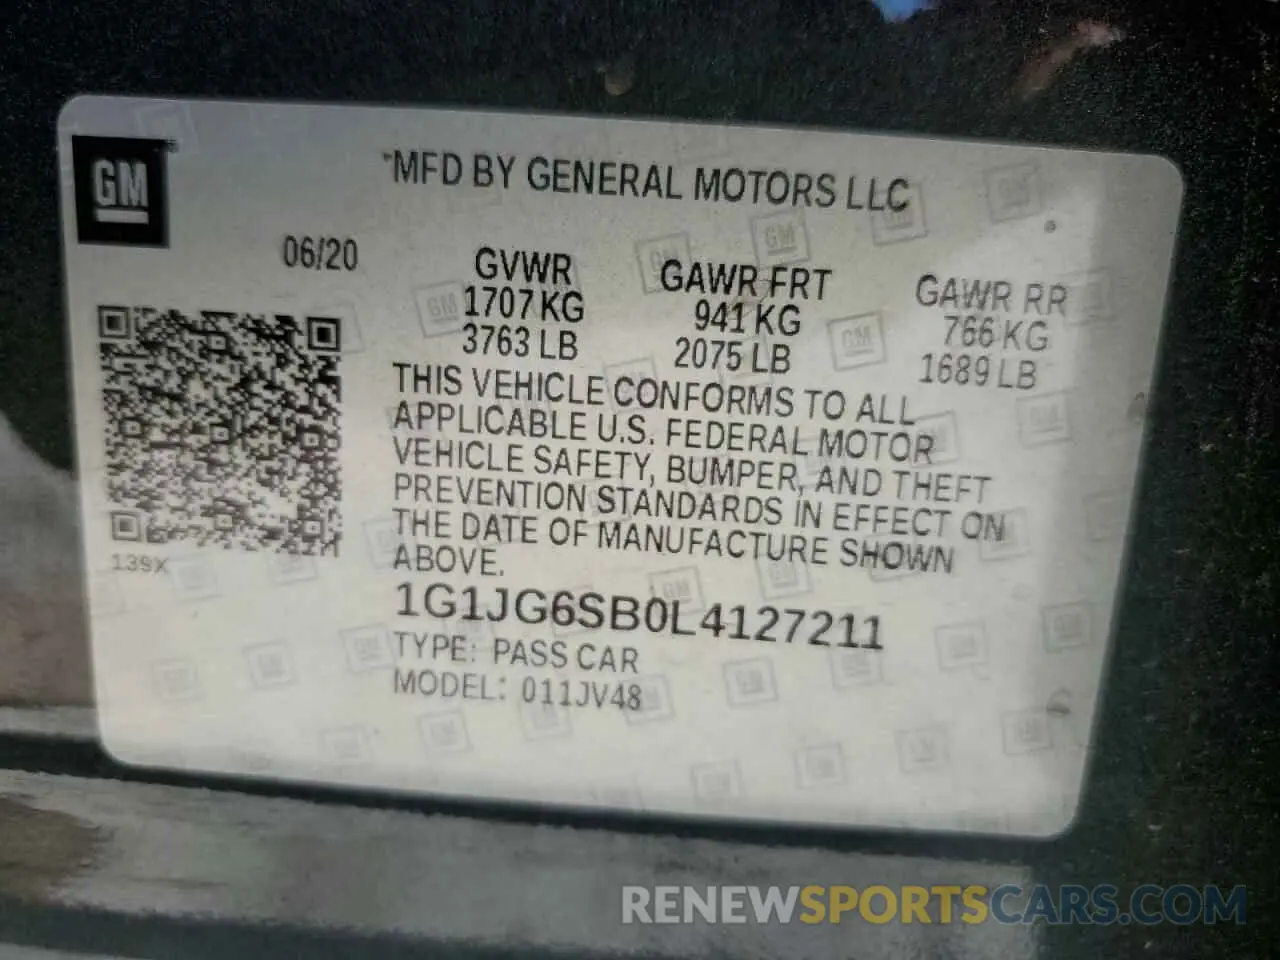 GM
*MFD BY GENERAL MOTORS LLC
06/20
GVWR GAWR FRT GAWR RR
1707 KG 941 KG 766 KG
3763 LB 2075 LB 1689 LB
THIS VEHICLE CONFORMS TO ALL
APPLICABLE U.S. FEDERAL MOTOR
VEHICLE SAFETY, BUMPER, AND THEFT
PREVENTION STANDARDS IN EFFECT ON
THE DATE OF MANUFACTURE SHOWN
ABOVE.
139X
1G1JG6SB0L4127211
TYPE: PASS CAR
MODEL: 011JV48
RENEWSPORTSCARS.COM